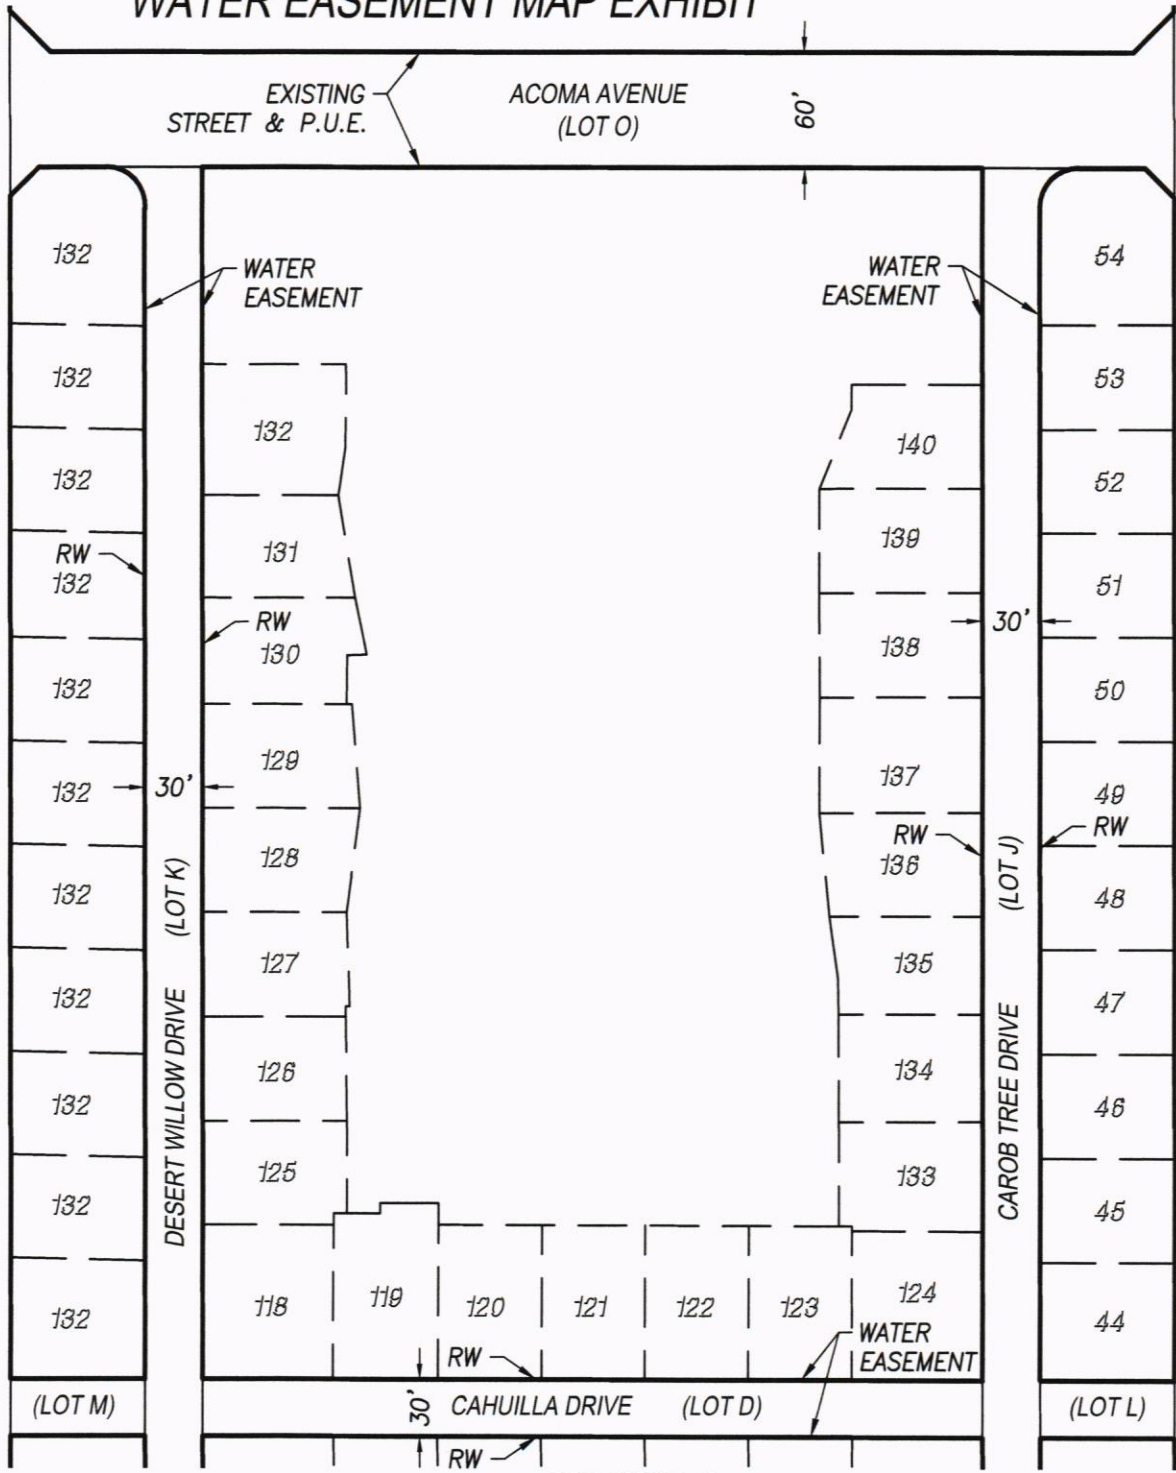 WATER EASEMENT MAP EXHIBIT
EXISTING
STREET & P.U.E.
ACOMA AVENUE
(LOT O)
60'
132
WATER
EASEMENT
WATER
EASEMENT
54
132
53
132
140
132
52
131
139
RW
132
51
RW
130
30'
138
132
50
129
137
132
30'
49
RW
RW
128
136
132
48
(LOT K)
(LOT J)
127
135
132
47
DESERT WILLOW DRIVE
CAROB TREE DRIVE
126
134
132
46
125
133
132
45
118
119
120
121
122
123
124
132
44
RW
WATER
EASEMENT
(LOT M)
30'
CAHUILLA DRIVE
(LOT D)
(LOT L)
RW